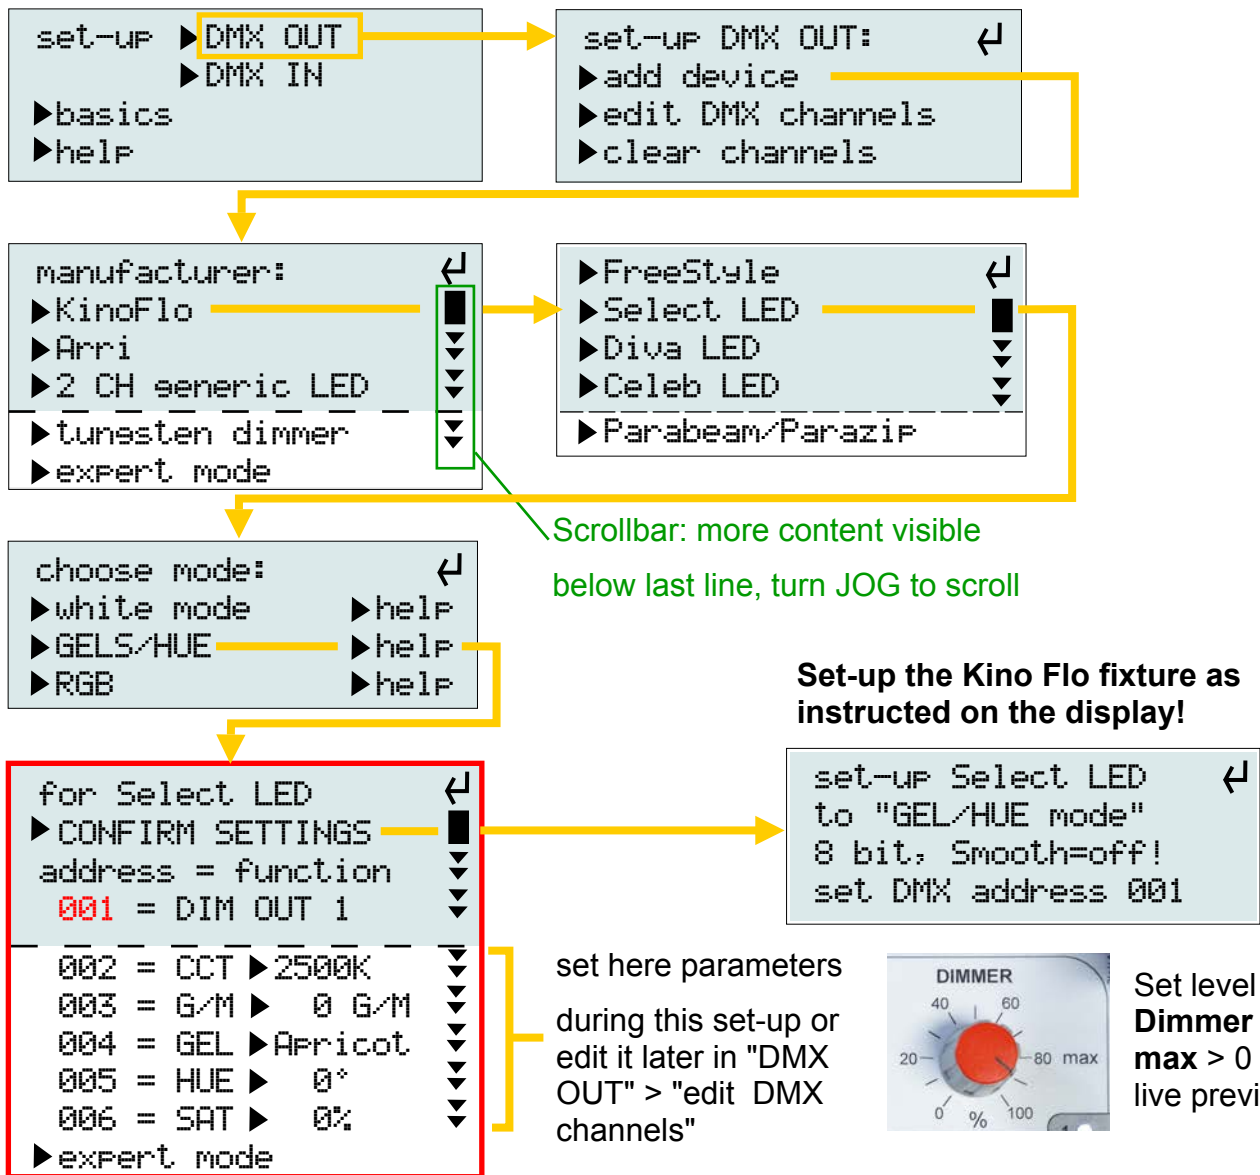 set-up ▶DMX OUT
▶DMX IN
▶basics
▶help
set-up DMX OUT:
▶add device
▶edit DMX channels
▶clear channels
manufacturer:
▶KinoFlo
▶Arri
▶2 CH generic LED
▶tungsten dimmer
▶expert mode
▶FreeStyle
▶Select LED
▶Diva LED
▶Celeb LED
▶Parabeam/Parazip
Scrollbar: more content visible
below last line, turn JOG to scroll
choose mode:
▶white mode ▶help
▶GELS/HUE ▶help
▶RGB ▶help
Set-up the Kino Flo fixture as
instructed on the display!
for Select LED
▶CONFIRM SETTINGS
address = function
001 = DIM OUT 1
002 = CCT ▶2500K
003 = G/M ▶ 0 G/M
004 = GEL ▶Apricot
005 = HUE ▶ 0°
006 = SAT ▶ 0%
▶expert mode
set-up Select LED
to "GEL/HUE mode"
8 bit, Smooth=off!
set DMX address 001
set here parameters
during this set-up or
edit it later in "DMX
OUT" > "edit DMX
channels"
DIMMER
40 60
20 80 max
0 % 100
Set level
Dimmer
max > 0
live previ